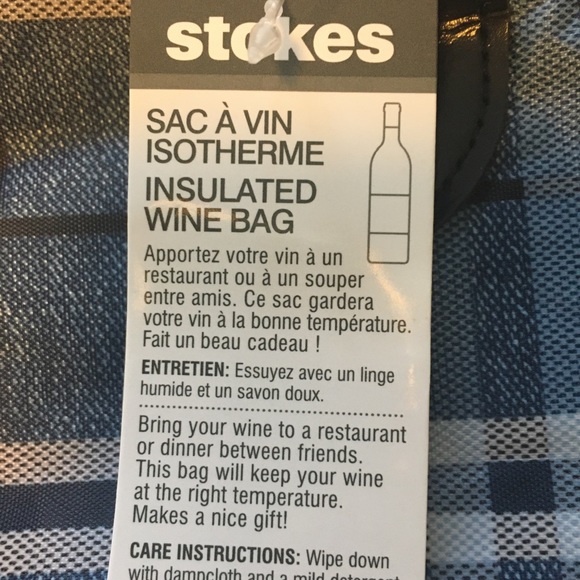 stokes
SAC À VIN
ISOTHERME
INSULATED
WINE BAG
Apportez votre vin à un
restaurant ou à un souper
entre amis. Ce sac gardera
votre vin à la bonne température.
Fait un beau cadeau !
ENTRETIEN: Essuyez avec un linge
humide et un savon doux.
Bring your wine to a restaurant
or dinner between friends.
This bag will keep your wine
at the right temperature.
Makes a nice gift!
CARE INSTRUCTIONS: Wipe down
with dampcloth and a mild detergent